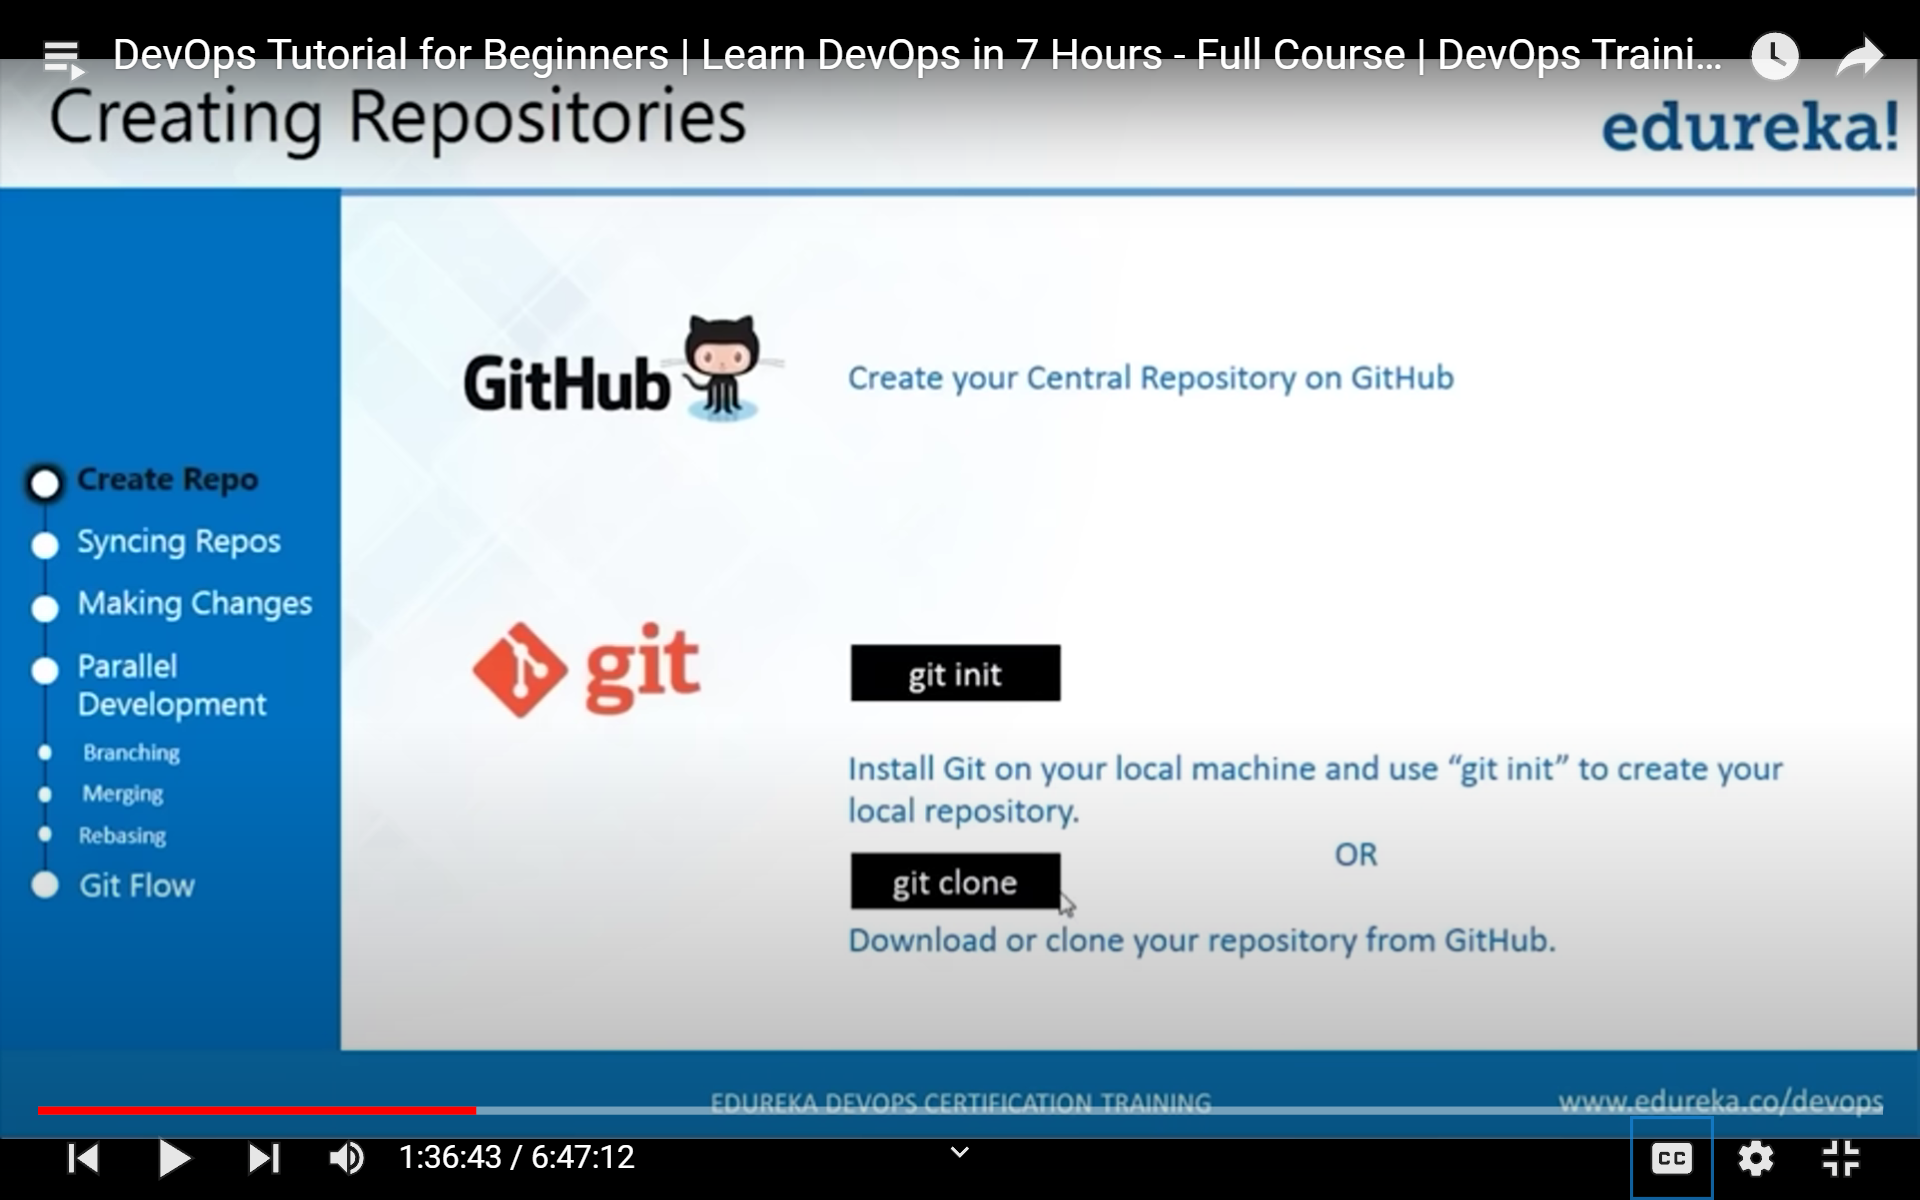 DevOps Tutorial for Beginners | Learn DevOps in 7 Hours - Full Course | DevOps Traini...
Creating Repositories
edureka!
GitHub
Create your Central Repository on GitHub
Create Repo
Syncing Repos
Making Changes
Parallel
Development
Branching
Merging
Rebasing
Git Flow
git
git init
Install Git on your local machine and use “git init” to create your
local repository.
OR
git clone
Download or clone your repository from GitHub.
EDUREKA DEVOPS CERTIFICATION TRAINING
www.edureka.co/devops
1:36:43 / 6:47:12
CC